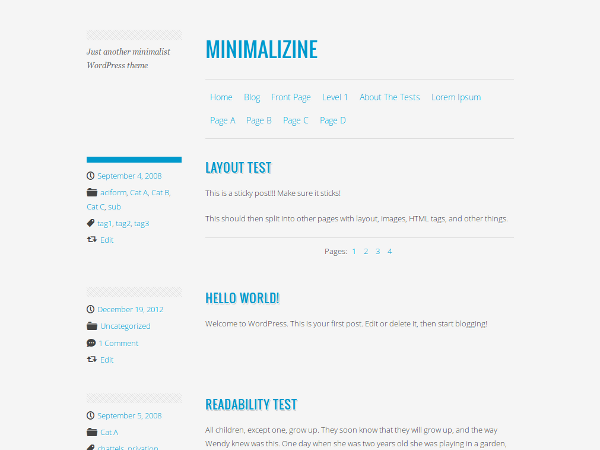 Just another minimalist
WordPress theme
MINIMALIZINE
Home Blog Front Page Level 1 About The Tests Lorem Ipsum
Page A Page B Page C Page D
September 4, 2008
aciform, Cat A, Cat B,
Cat C, sub
tag1, tag2, tag3
Edit
LAYOUT TEST
This is a sticky post!!! Make sure it sticks!
This should then split into other pages with layout, images, HTML tags, and other things.
Pages: 1 2 3 4
December 19, 2012
Uncategorized
1 Comment
Edit
HELLO WORLD!
Welcome to WordPress. This is your first post. Edit or delete it, then start blogging!
September 5, 2008
Cat A
chattels, privation
READABILITY TEST
All children, except one, grow up. They soon know that they will grow up, and the way
Wendy knew was this. One day when she was two years old she was playing in a garden,